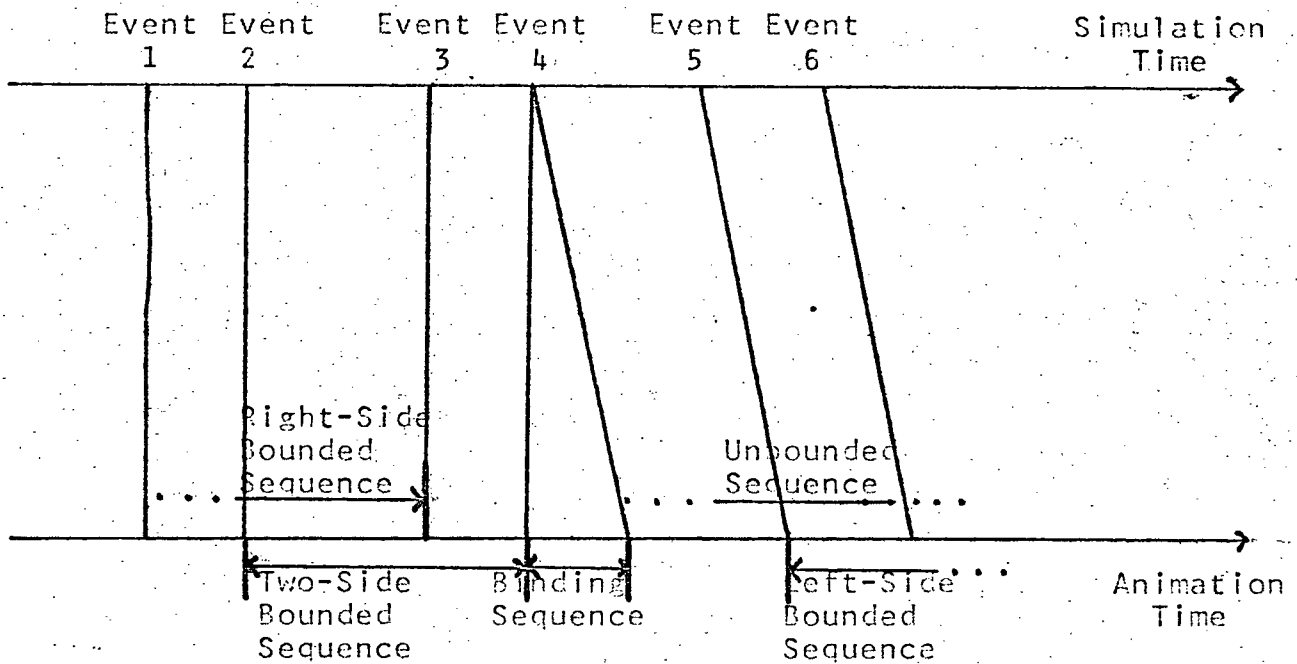 Event Event Event Event Event Event Simulation
1 2 3 4 5 6 Time
Right-Side
Bounded
Sequence
Unbounded
Sequence
Two-Side
Bounded
Sequence
Binding
Sequence
Left-Side
Bounded
Sequence
Animation
Time